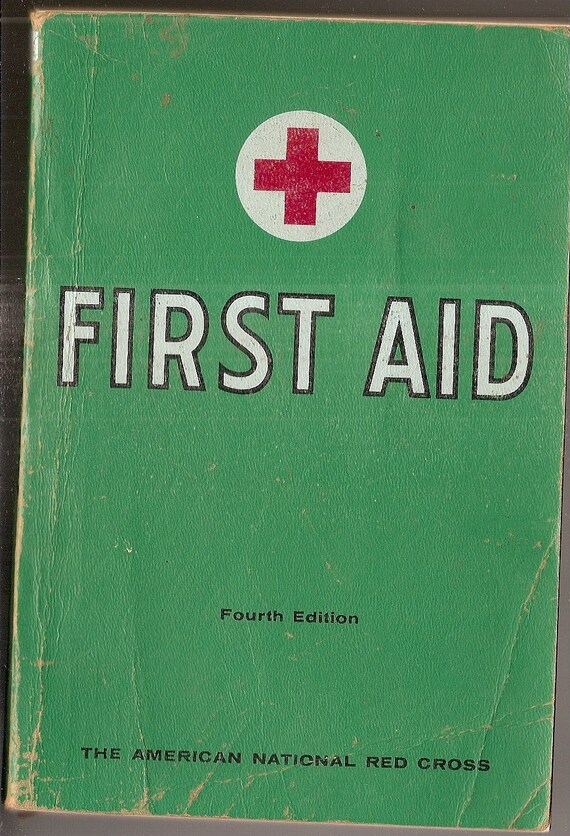 FIRST AID
Fourth Edition
THE AMERICAN NATIONAL RED CROSS